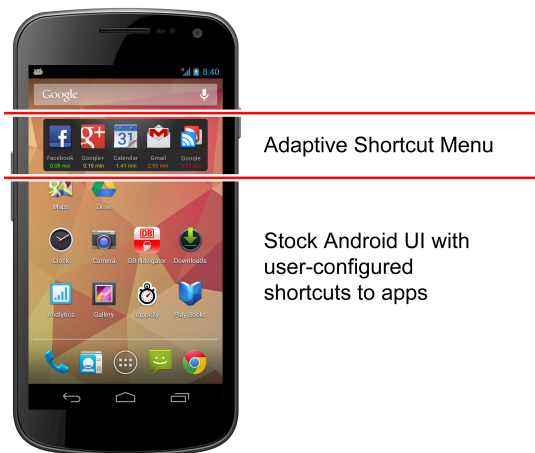 8:40
Google
Facebook Google+ Calendar Gmail Google
0.08 min 0.16 min 1.41 min 2.59 min
Adaptive Shortcut Menu
Maps Drive
Clock Camera DB Navigator Downloads
Stock Android UI with
user-configured
shortcuts to apps
Analytics Gallery rappidly Play Books